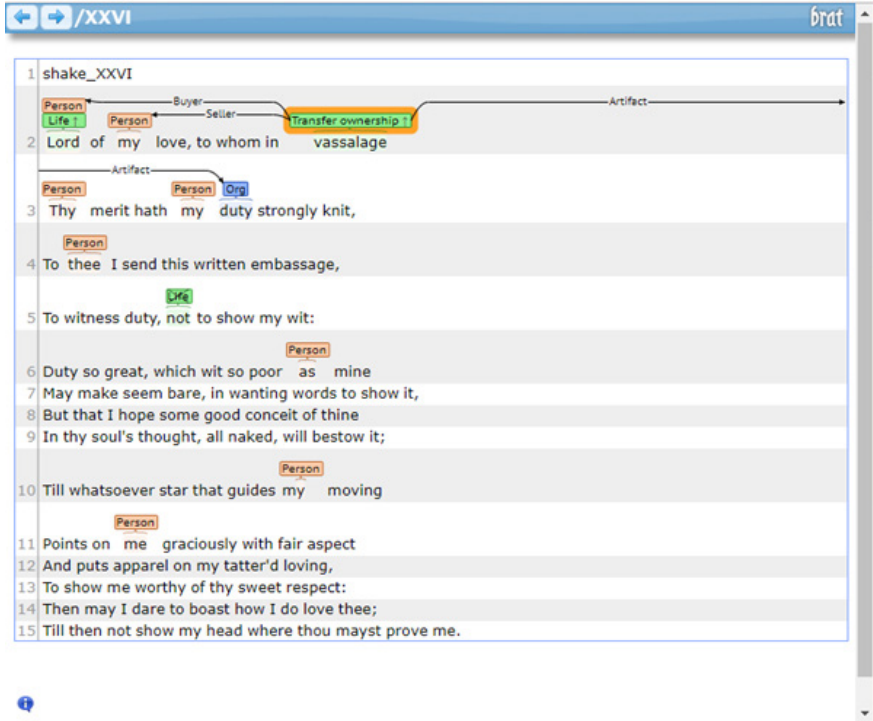 /XXVI brat
1 shake_XXVI
Person Buyer Artifact
Life ↑ Person Seller Transfer ownership ↑
2 Lord of my love, to whom in vassalage
Artifact
Person Person Org
3 Thy merit hath my duty strongly knit,
Person
4 To thee I send this written embassage,
Life
5 To witness duty, not to show my wit:
Person
6 Duty so great, which wit so poor as mine
7 May make seem bare, in wanting words to show it,
8 But that I hope some good conceit of thine
9 In thy soul's thought, all naked, will bestow it;
Person
10 Till whatsoever star that guides my moving
Person
11 Points on me graciously with fair aspect
12 And puts apparel on my tatter'd loving,
13 To show me worthy of thy sweet respect:
14 Then may I dare to boast how I do love thee;
15 Till then not show my head where thou mayst prove me.